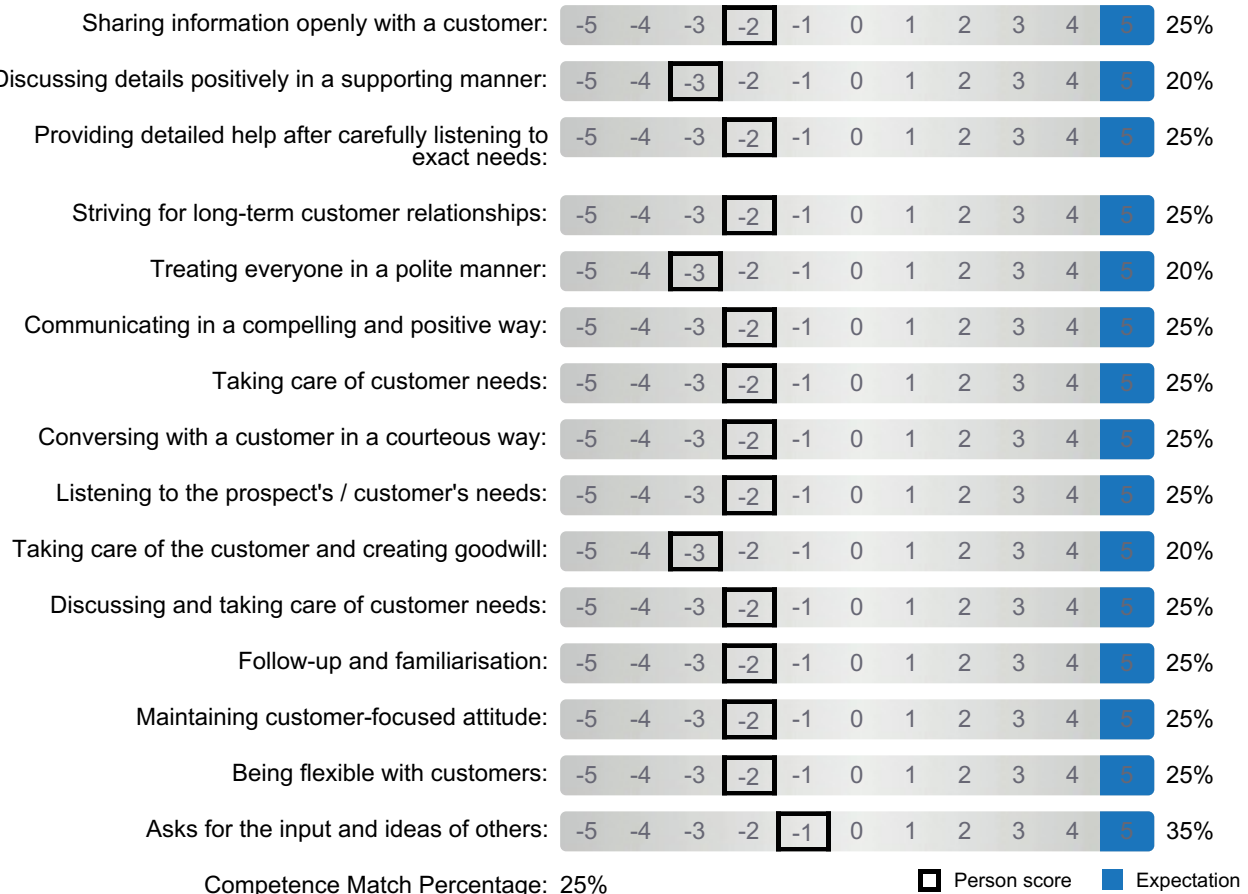 Sharing information openly with a customer: -5 -4 -3 -2 -1 0 1 2 3 4 5 25%
Discussing details positively in a supporting manner: -5 -4 -3 -2 -1 0 1 2 3 4 5 20%
Providing detailed help after carefully listening to
exact needs: -5 -4 -3 -2 -1 0 1 2 3 4 5 25%
Striving for long-term customer relationships: -5 -4 -3 -2 -1 0 1 2 3 4 5 25%
Treating everyone in a polite manner: -5 -4 -3 -2 -1 0 1 2 3 4 5 20%
Communicating in a compelling and positive way: -5 -4 -3 -2 -1 0 1 2 3 4 5 25%
Taking care of customer needs: -5 -4 -3 -2 -1 0 1 2 3 4 5 25%
Conversing with a customer in a courteous way: -5 -4 -3 -2 -1 0 1 2 3 4 5 25%
Listening to the prospect's / customer's needs: -5 -4 -3 -2 -1 0 1 2 3 4 5 25%
Taking care of the customer and creating goodwill: -5 -4 -3 -2 -1 0 1 2 3 4 5 20%
Discussing and taking care of customer needs: -5 -4 -3 -2 -1 0 1 2 3 4 5 25%
Follow-up and familiarisation: -5 -4 -3 -2 -1 0 1 2 3 4 5 25%
Maintaining customer-focused attitude: -5 -4 -3 -2 -1 0 1 2 3 4 5 25%
Being flexible with customers: -5 -4 -3 -2 -1 0 1 2 3 4 5 25%
Asks for the input and ideas of others: -5 -4 -3 -2 -1 0 1 2 3 4 5 35%
Competence Match Percentage: 25% Person score Expectation